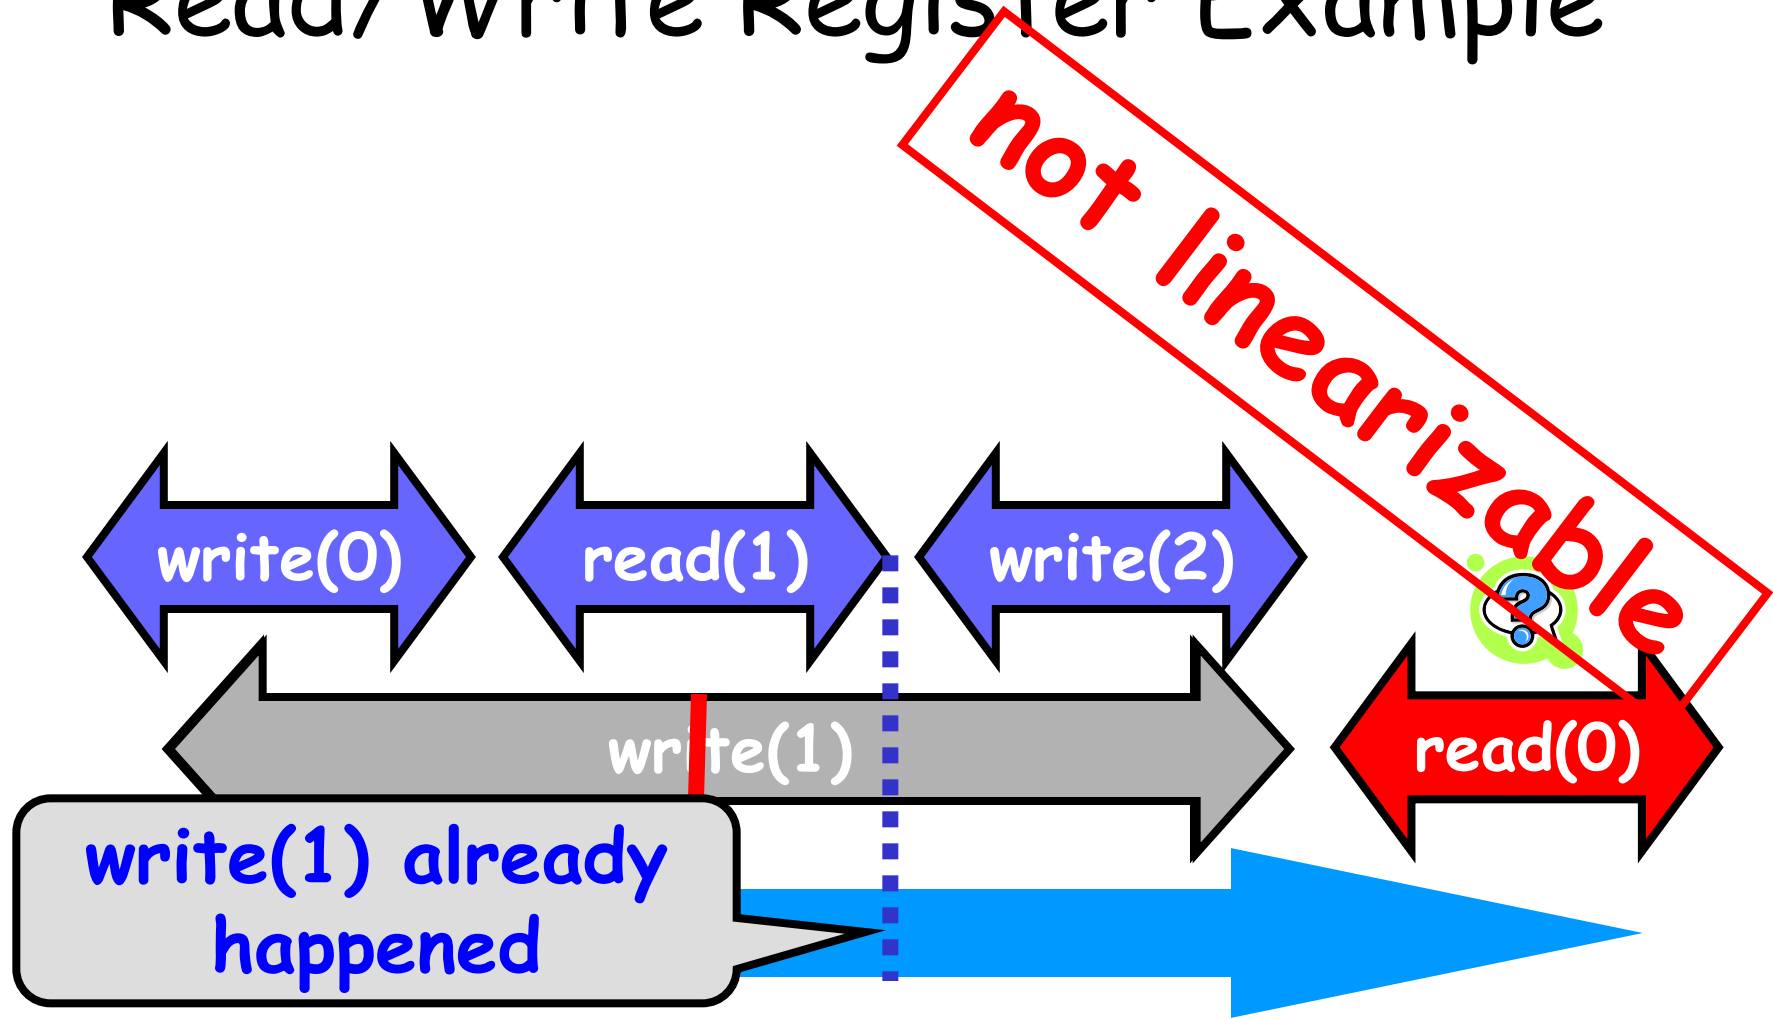 Read/Write Register Example
not linearizable
write(0)
read(1)
write(2)
write(1)
read(0)
write(1) already
happened